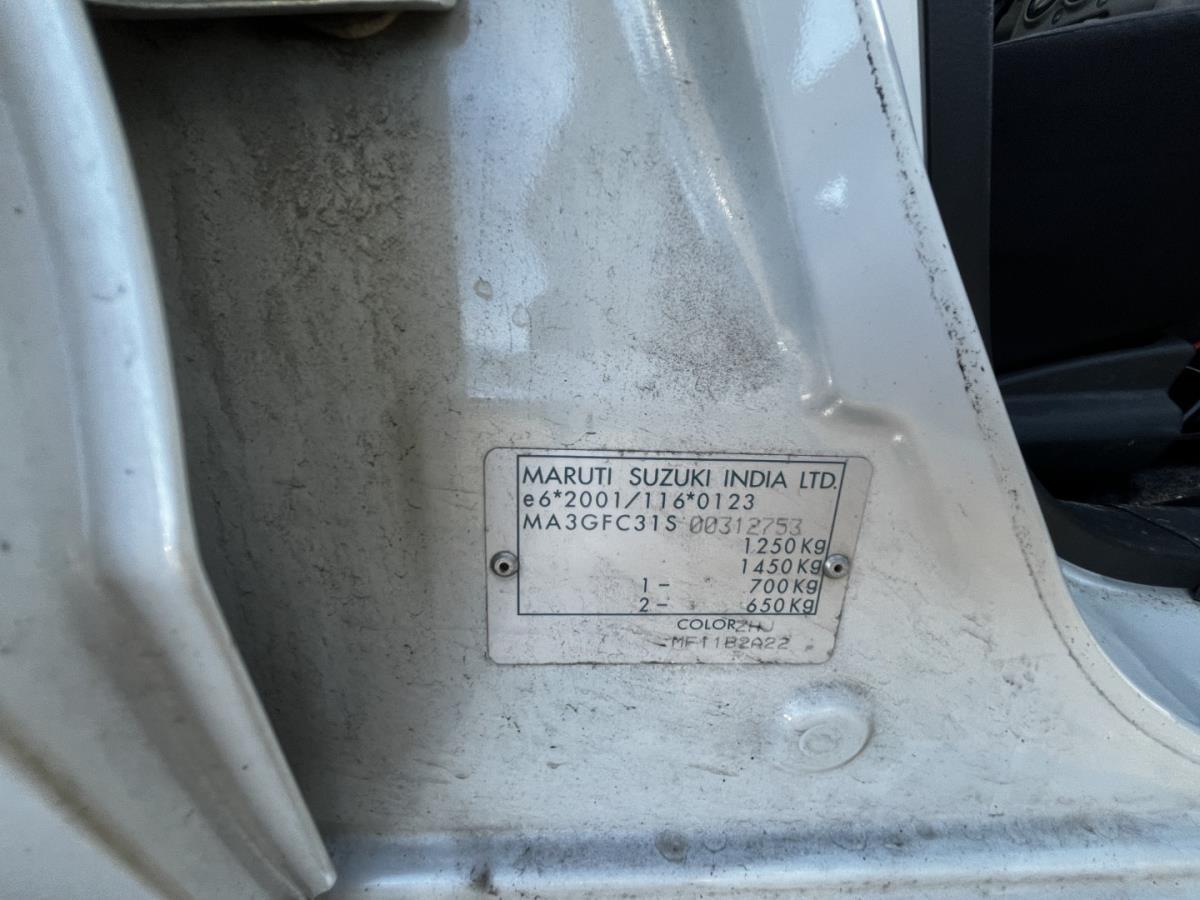 MARUTI SUZUKI INDIA LTD.
e6*2001/116*0123
MA3GFC31S 00312753
1250Kg
1450Kg
1- 700Kg
2- 650Kg
COLOR ZHJ
MF11B2A22